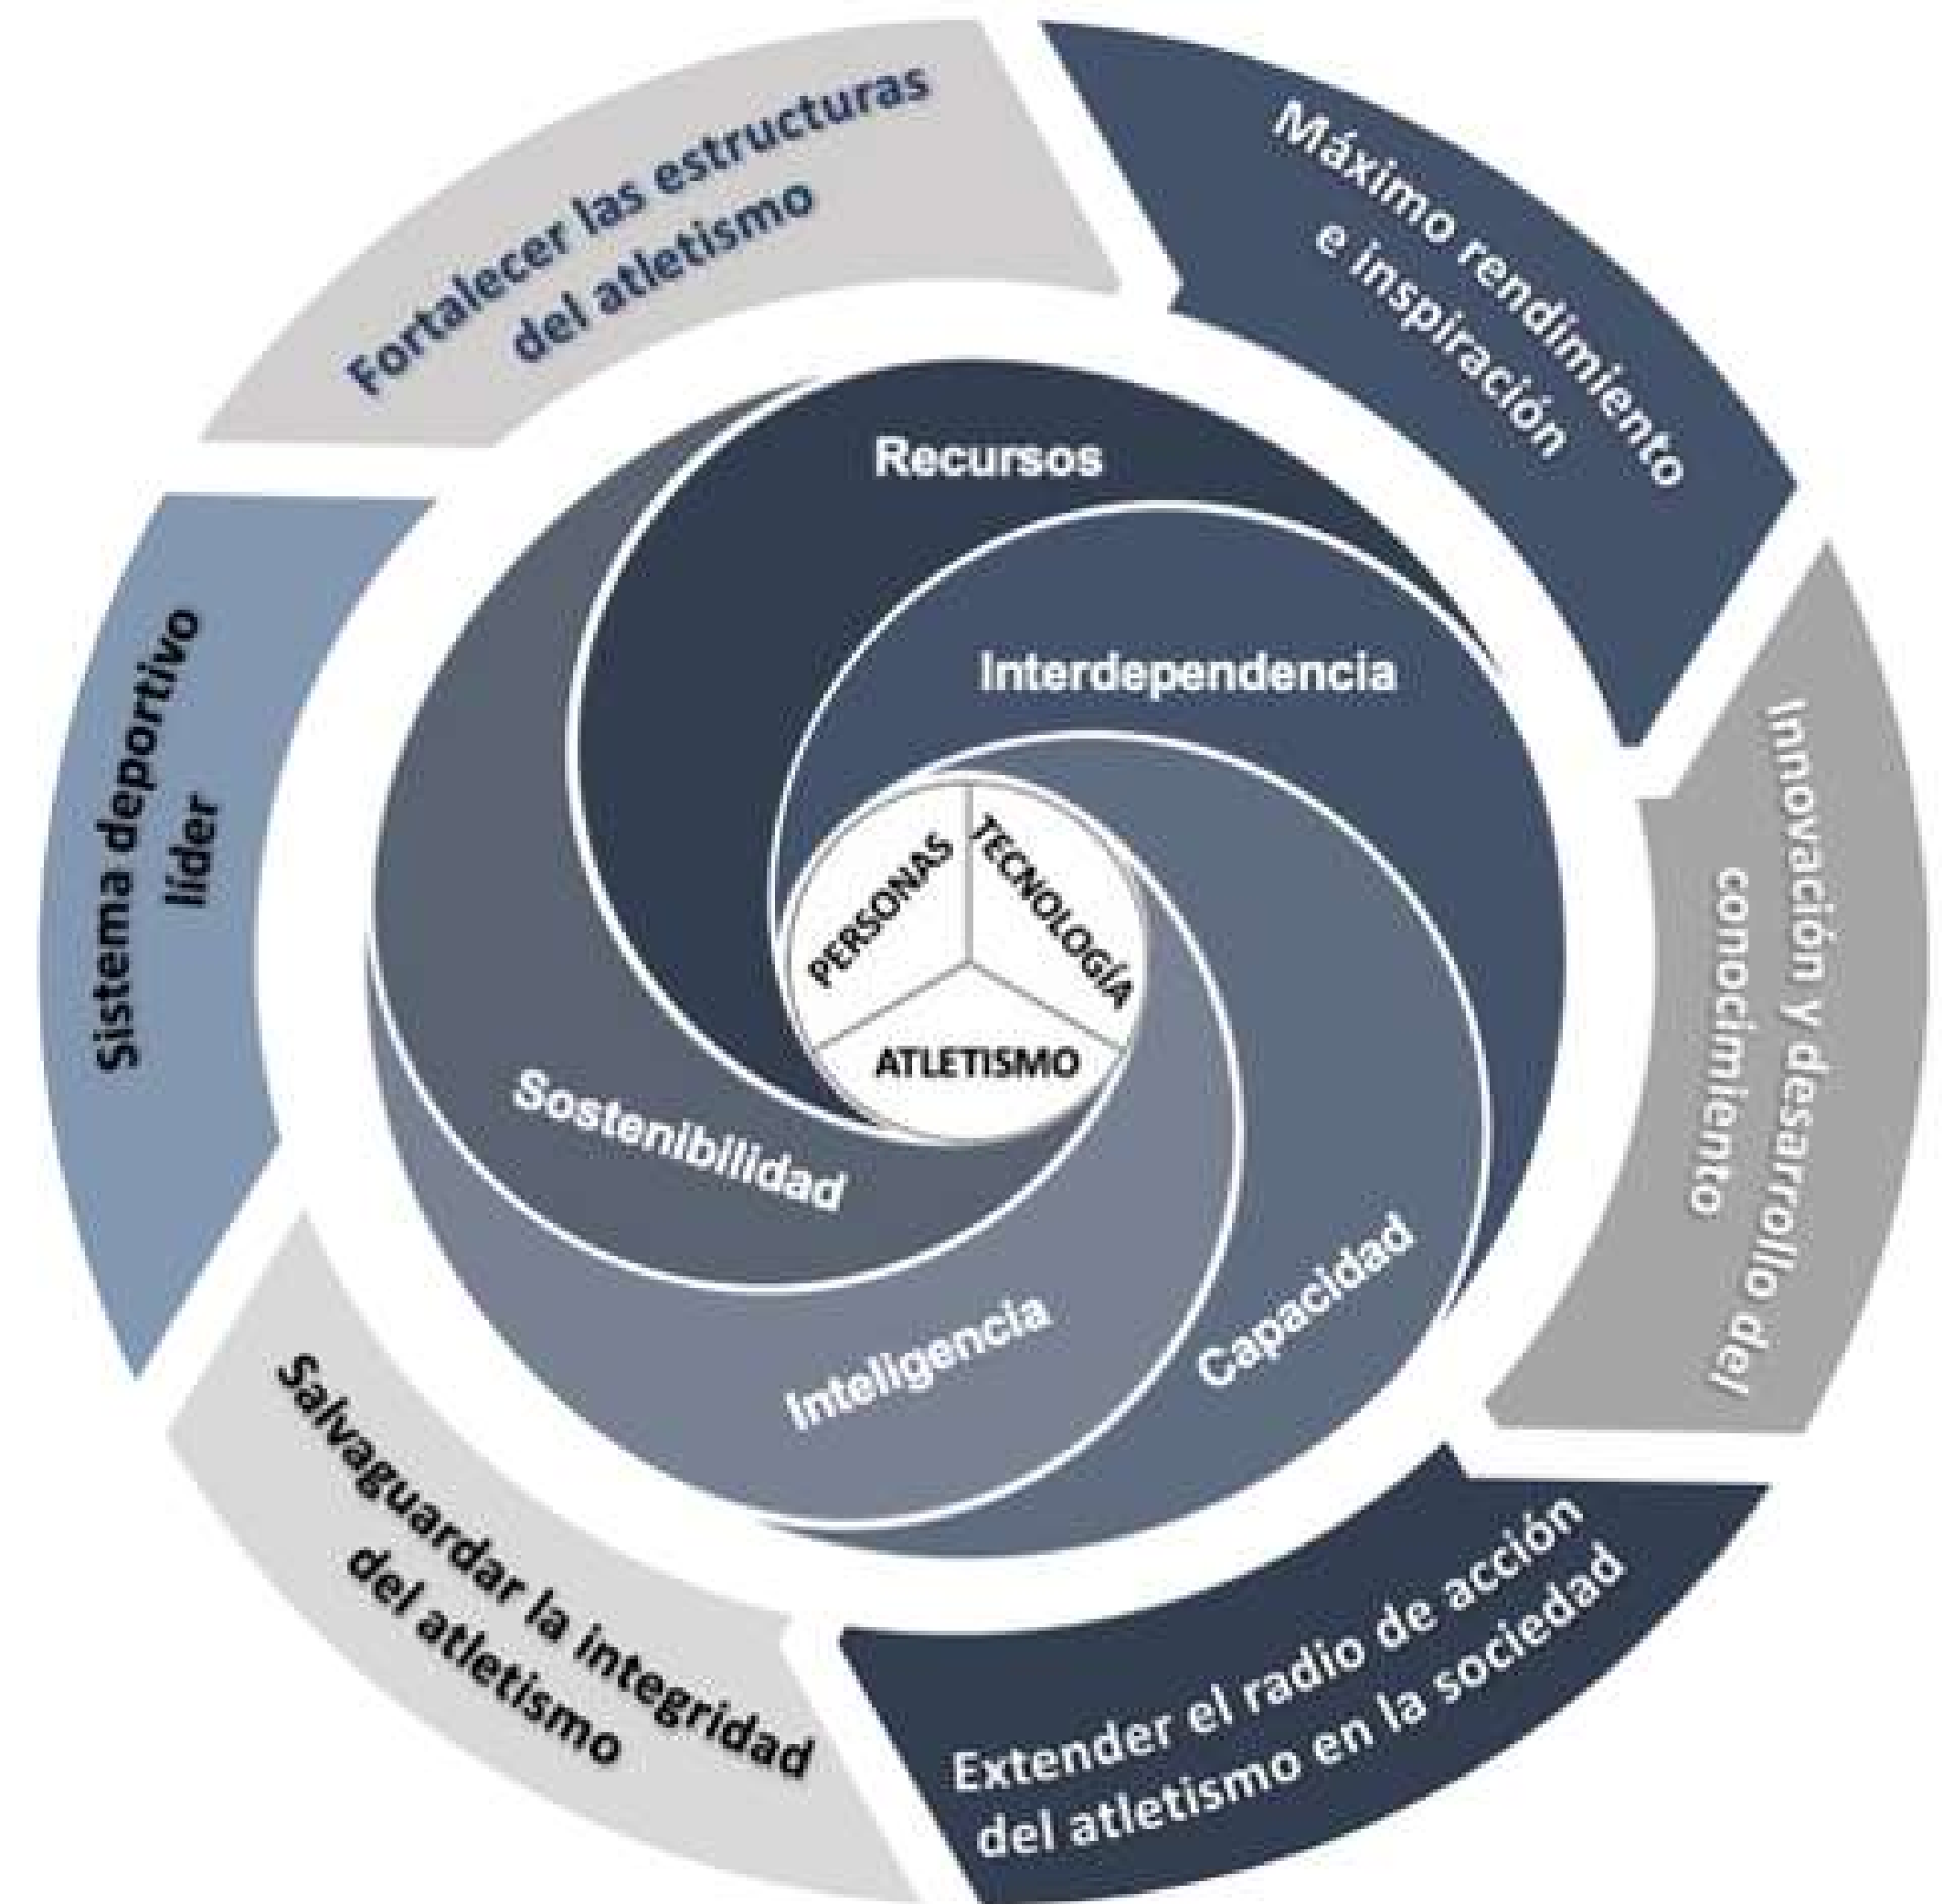 Fortalecer las estructuras
del atletismo
Máximo rendimiento
e inspiración
Innovación y desarrollo del
conocimiento
Extender el radio de acción
del atletismo en la sociedad
Salvaguardar la integridad
del atletismo
Sistema deportivo
líder
Recursos
Interdependencia
Capacidad
Inteligencia
Sostenibilidad
PERSONAS
TECNOLOGÍA
ATLETISMO